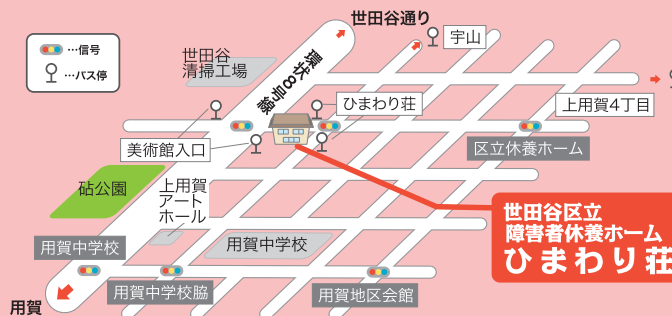 世田谷通り
…信号
…バス停
宇山
世田谷
清掃工場
環状8号線
ひまわり荘
上用賀4丁目
美術館入口
区立休養ホーム
砧公園
上用賀
アート
ホール
世田谷区立
障害者休養ホーム
ひまわり荘
用賀中学校
用賀中学校
用賀中学校脇
用賀地区会館
用賀